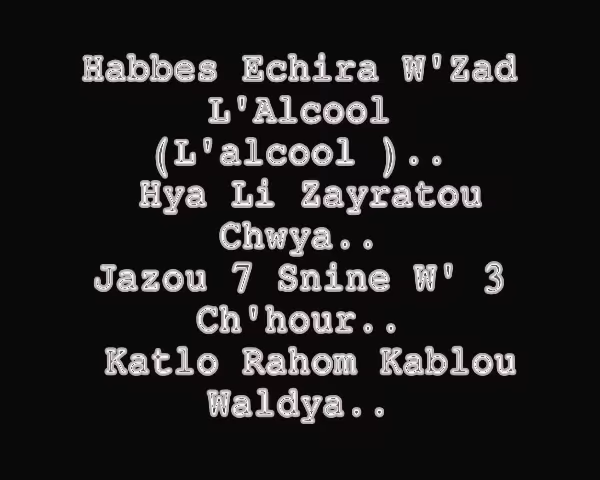 Habbes Echira W'Zad
L'Alcool
(L'alcool )..
Hya Li Zayratou
Chwya..
Jazou 7 Snine W' 3
Ch'hour..
Katlo Rahom Kablou
Waldya..